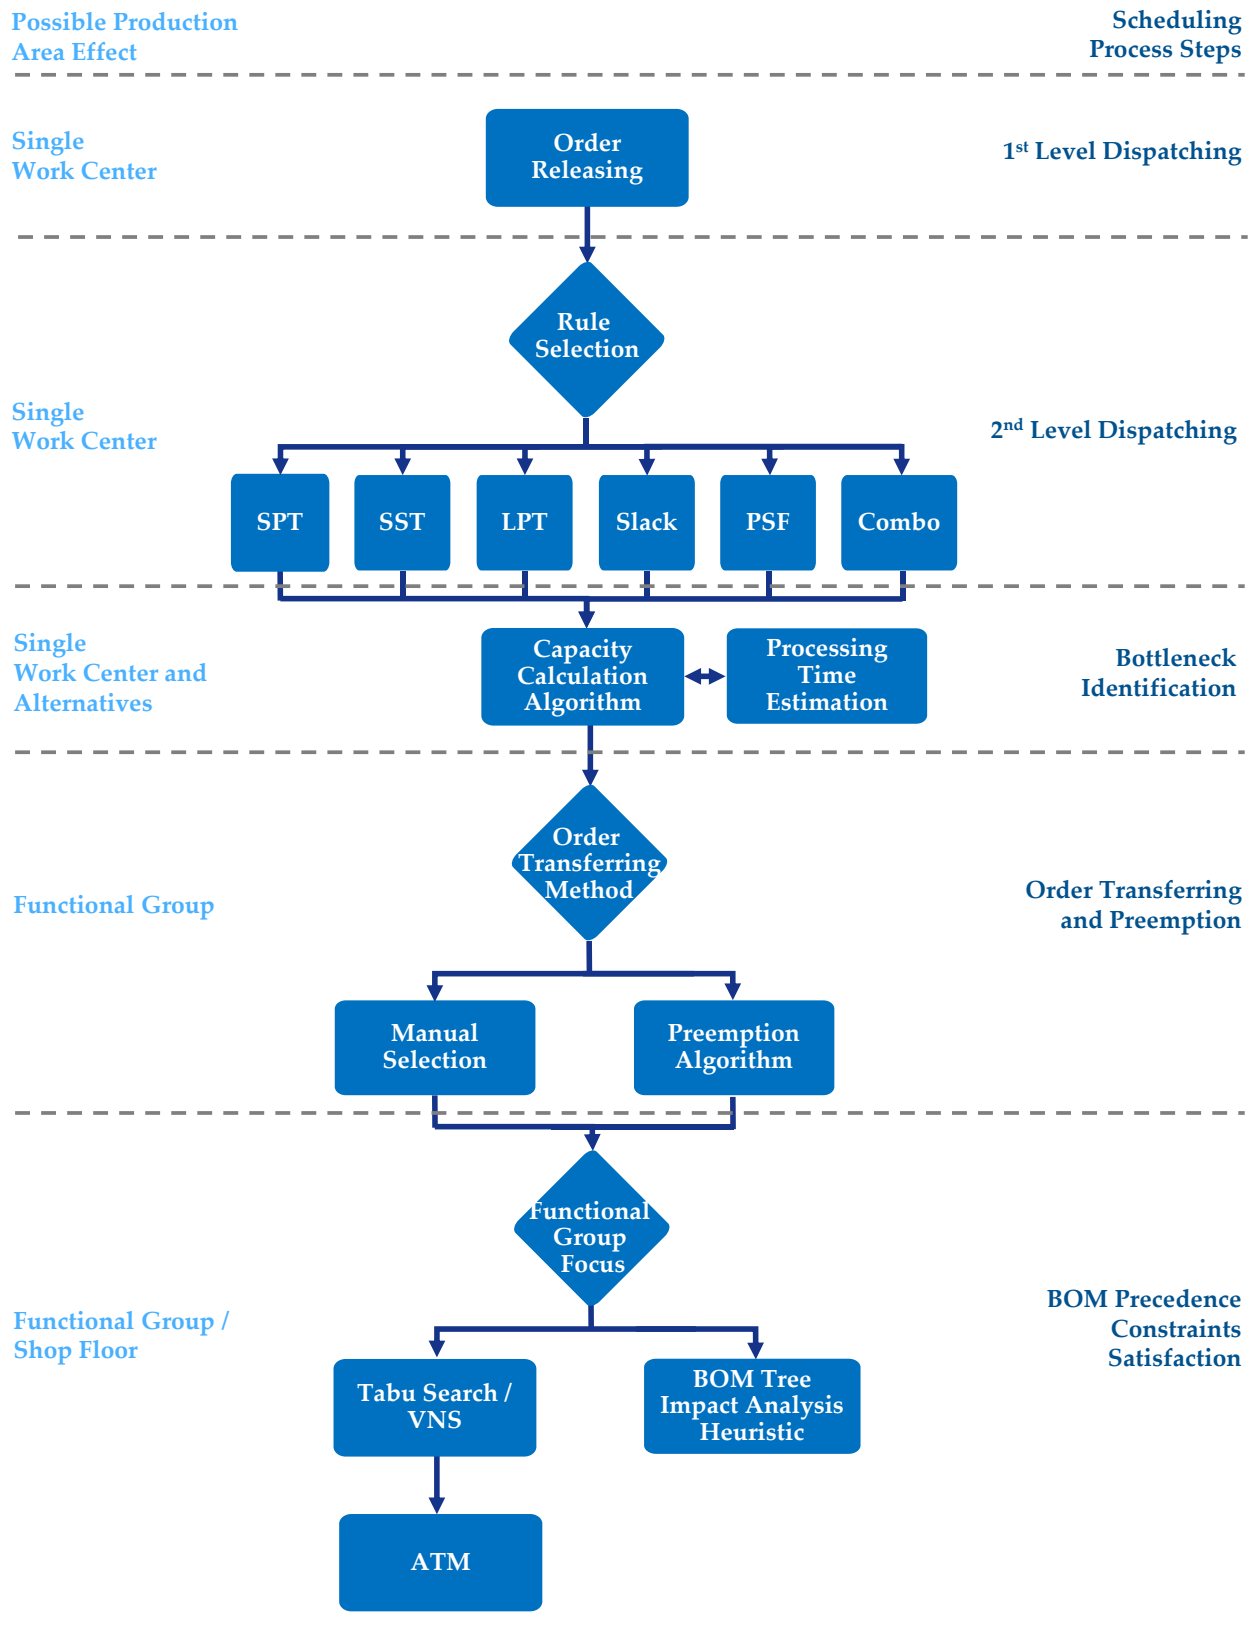 Possible Production
Area Effect
Scheduling
Process Steps
Single
Work Center
Order
Releasing
1st Level Dispatching
Rule
Selection
Single
Work Center
2nd Level Dispatching
SPT
SST
LPT
Slack
PSF
Combo
Single
Work Center and
Alternatives
Capacity
Calculation
Algorithm
Processing
Time
Estimation
Bottleneck
Identification
Order
Transferring
Method
Functional Group
Order Transferring
and Preemption
Manual
Selection
Preemption
Algorithm
Functional
Group
Focus
Functional Group /
Shop Floor
BOM Precedence
Constraints
Satisfaction
Tabu Search /
VNS
BOM Tree
Impact Analysis
Heuristic
ATM